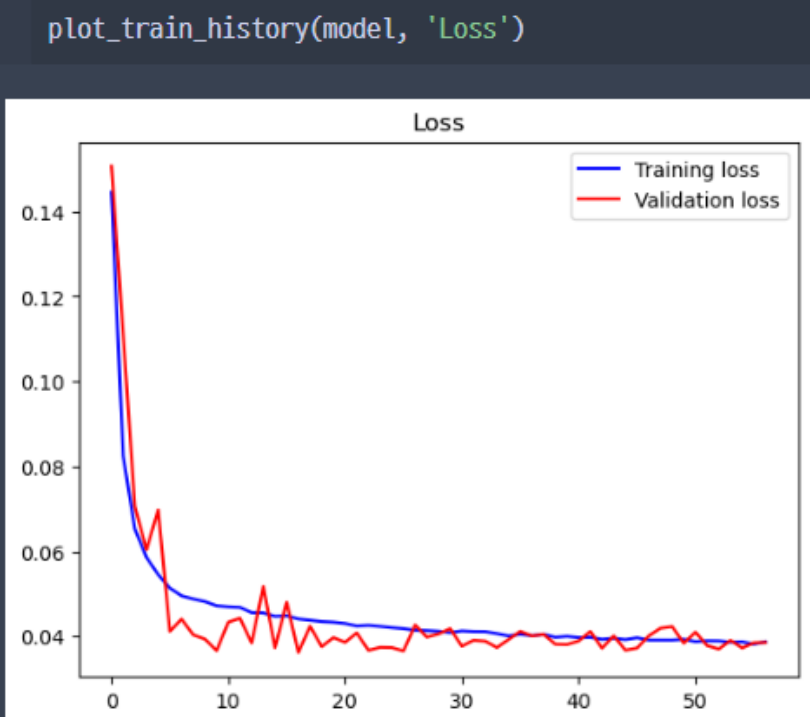 plot_train_history(model, 'Loss')
Loss
Training loss
Validation loss
0.14
0.12
0.10
0.08
0.06
0.04
0 10 20 30 40 50